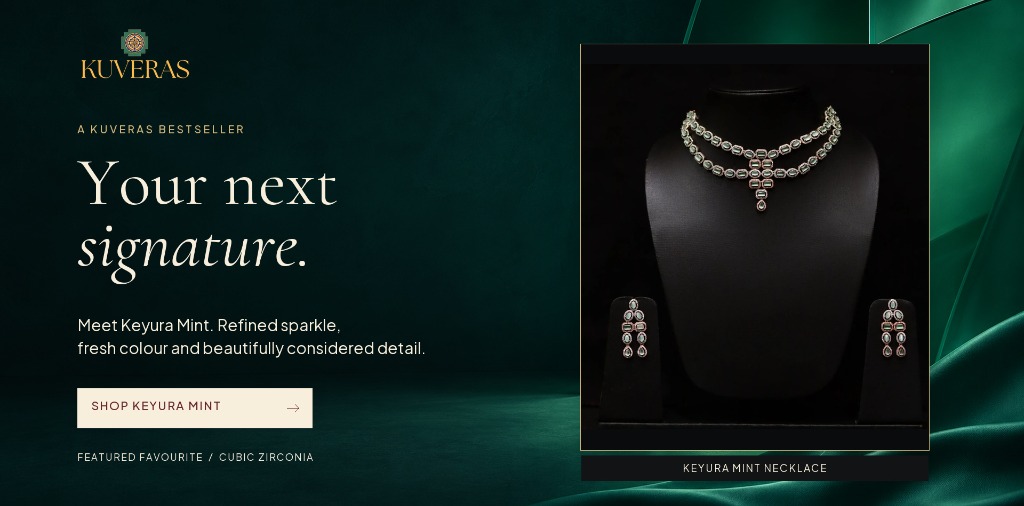 KUVERAS
A KUVERAS BESTSELLER
Your next
signature.
Meet Keyura Mint. Refined sparkle,
fresh colour and beautifully considered detail.
SHOP KEYURA MINT →
FEATURED FAVOURITE / CUBIC ZIRCONIA
KEYURA MINT NECKLACE